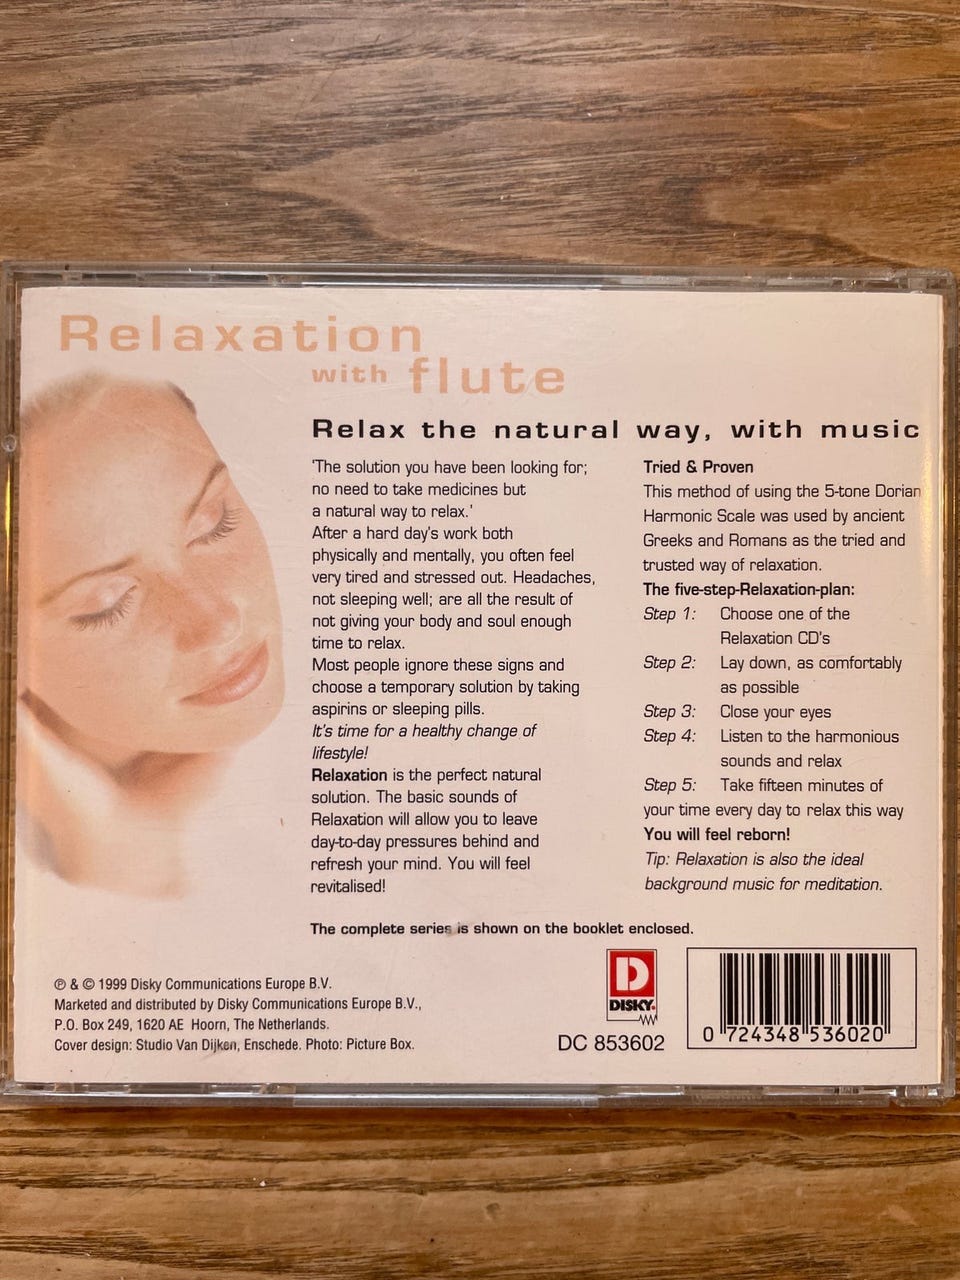 Relaxation
with flute
Relax the natural way, with music
'The solution you have been looking for;
no need to take medicines but
a natural way to relax.'
After a hard day's work both
physically and mentally, you often feel
very tired and stressed out. Headaches,
not sleeping well; are all the result of
not giving your body and soul enough
time to relax.
Most people ignore these signs and
choose a temporary solution by taking
aspirins or sleeping pills.
It's time for a healthy change of
lifestyle!
Relaxation is the perfect natural
solution. The basic sounds of
Relaxation will allow you to leave
day-to-day pressures behind and
refresh your mind. You will feel
revitalised!
Tried & Proven
This method of using the 5-tone Dorian
Harmonic Scale was used by ancient
Greeks and Romans as the tried and
trusted way of relaxation.
The five-step-Relaxation-plan:
Step 1: Choose one of the
Relaxation CD's
Step 2: Lay down, as comfortably
as possible
Step 3: Close your eyes
Step 4: Listen to the harmonious
sounds and relax
Step 5: Take fifteen minutes of
your time every day to relax this way
You will feel reborn!
Tip: Relaxation is also the ideal
background music for meditation.
The complete series is shown on the booklet enclosed.
℗ & © 1999 Disky Communications Europe B.V.
Marketed and distributed by Disky Communications Europe B.V.,
P.O. Box 249, 1620 AE Hoorn, The Netherlands.
Cover design: Studio Van Dijken, Enschede. Photo: Picture Box.
D
DISKY.
DC 853602
0 724348 536020